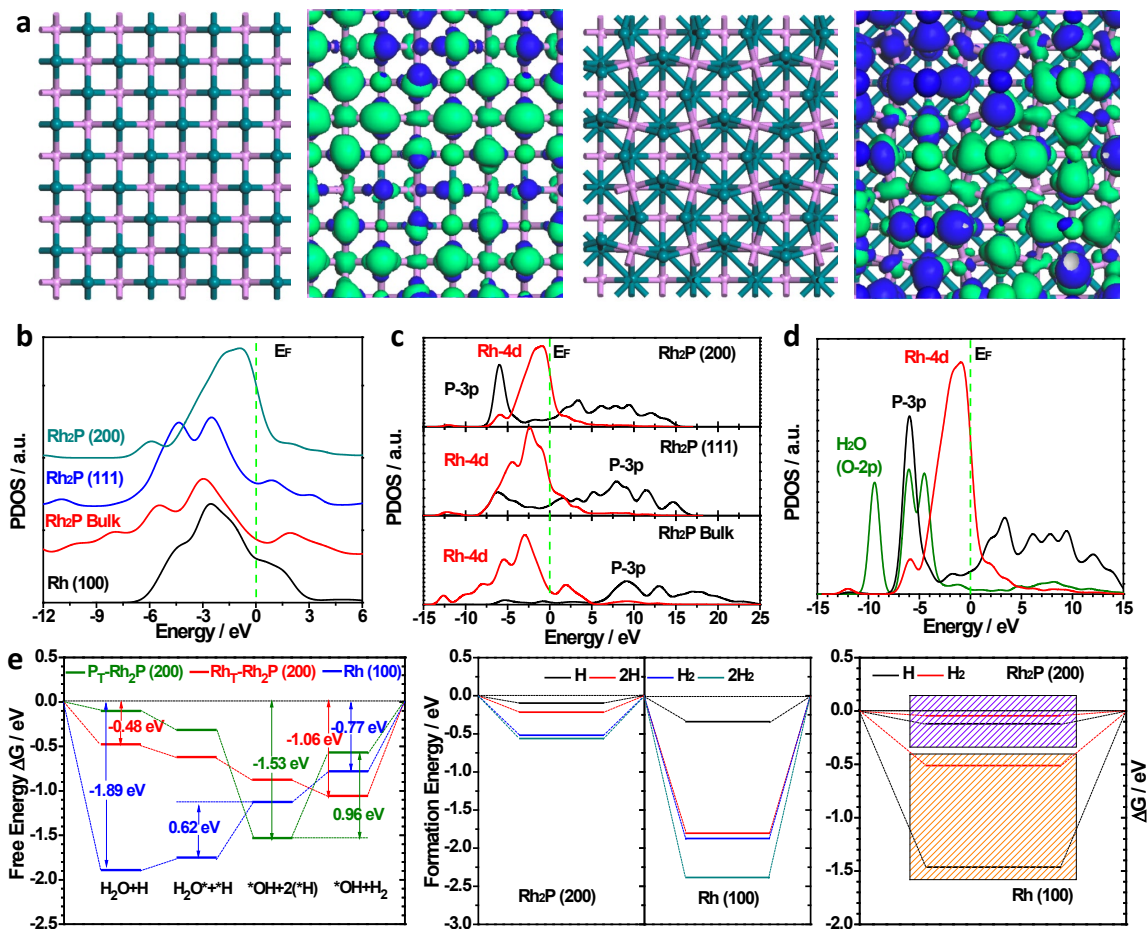 a
b
EF
Rh2P (200)
Rh2P (111)
Rh2P Bulk
Rh (100)
PDOS / a.u.
-12 -9 -6 -3 0 3 6
Energy / eV
c
Rh-4d
EF
Rh2P (200)
P-3p
Rh2P (111)
Rh-4d
P-3p
Rh2P Bulk
Rh-4d
P-3p
PDOS / a.u.
-15 -10 -5 0 5 10 15 20 25
Energy / eV
d
Rh-4d
EF
P-3p
H2O
(O-2p)
PDOS / a.u.
-15 -10 -5 0 5 10 15
Energy / eV
e
0.5
0.0
-0.5
-1.0
-1.5
-2.0
-2.5
Free Energy ΔG / eV
PT-Rh2P (200) RhT-Rh2P (200) Rh (100)
-0.48 eV
-0.77 eV
-1.06 eV
-1.53 eV
-1.89 eV
0.96 eV
0.62 eV
H2O+H H2O*+*H *OH+2(*H) *OH+H2
0.5
0.0
-0.5
-1.0
-1.5
-2.0
-2.5
-3.0
Formation Energy / eV
H 2H H2 2H2
Rh2P (200) Rh (100)
H H2 Rh2P (200)
Rh (100)
0.5
0.0
-0.5
-1.0
-1.5
-2.0
ΔG / eV